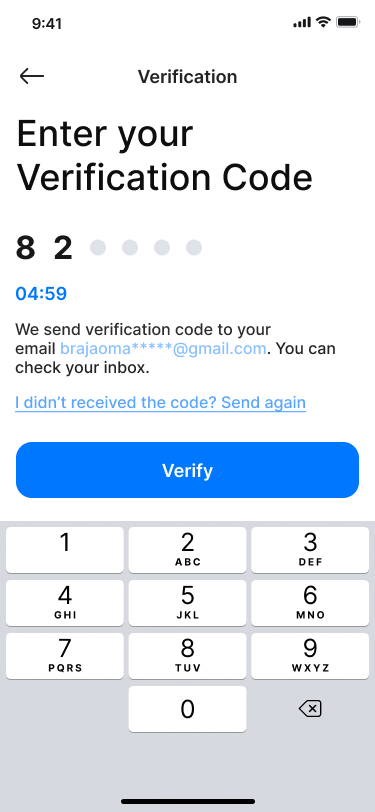 9:41
Verification
Enter your
Verification Code
8 2
04:59
We send verification code to your
email brajaoma*****@gmail.com. You can
check your inbox.
I didn’t received the code? Send again
Verify
1 2 3
ABC DEF
4 5 6
GHI JKL MNO
7 8 9
PQRS TUV WXYZ
0